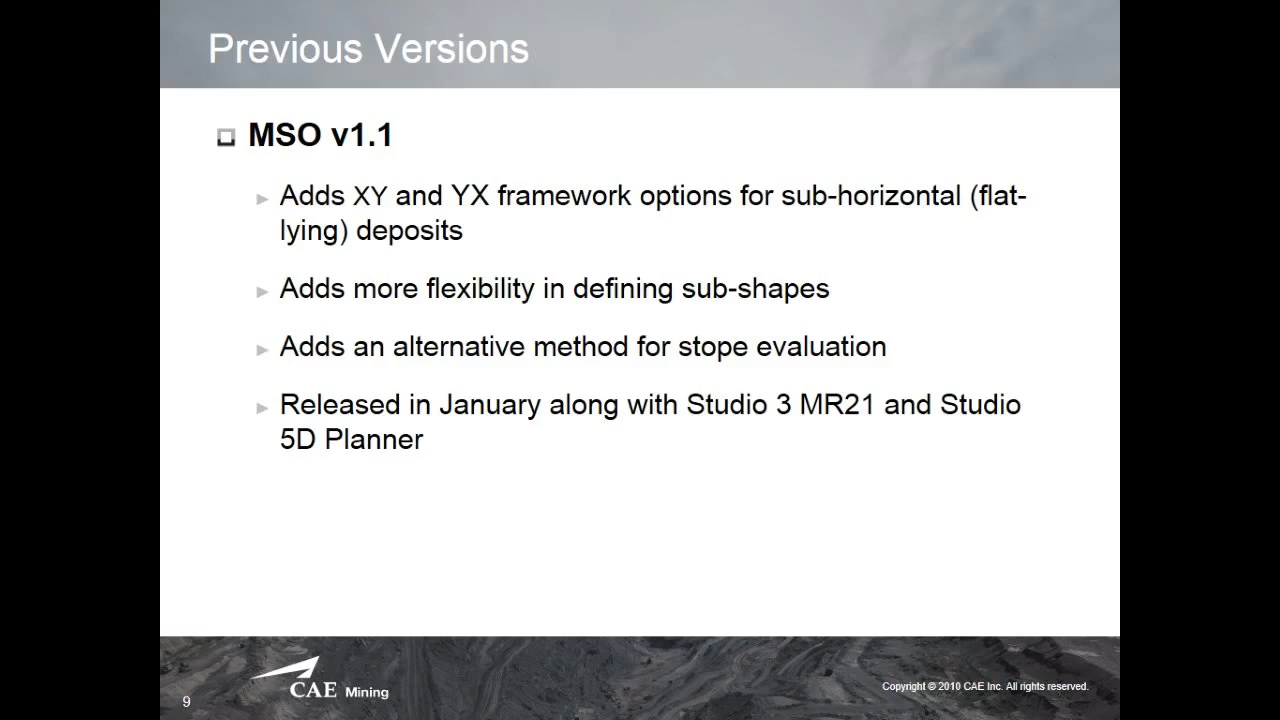 Previous Versions
MSO v1.1
Adds XY and YX framework options for sub-horizontal (flat-
lying) deposits
Adds more flexibility in defining sub-shapes
Adds an alternative method for stope evaluation
Released in January along with Studio 3 MR21 and Studio
5D Planner
CAE Mining
Copyright © 2010 CAE Inc. All rights reserved.
9